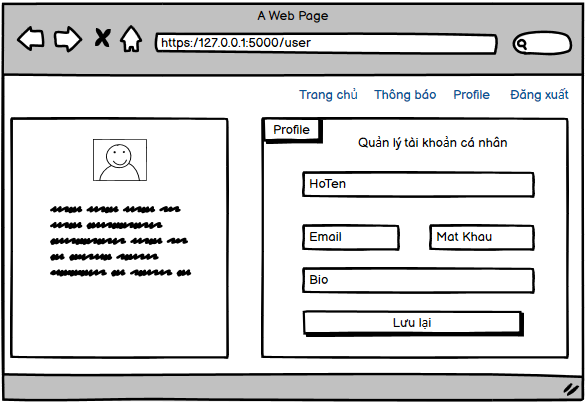 A Web Page
https:/127.0.0.1:5000/user
Trang chủ Thông báo Profile Đăng xuất
Profile
Quản lý tài khoản cá nhân
HoTen
Email Mat Khau
Bio
Lưu lại